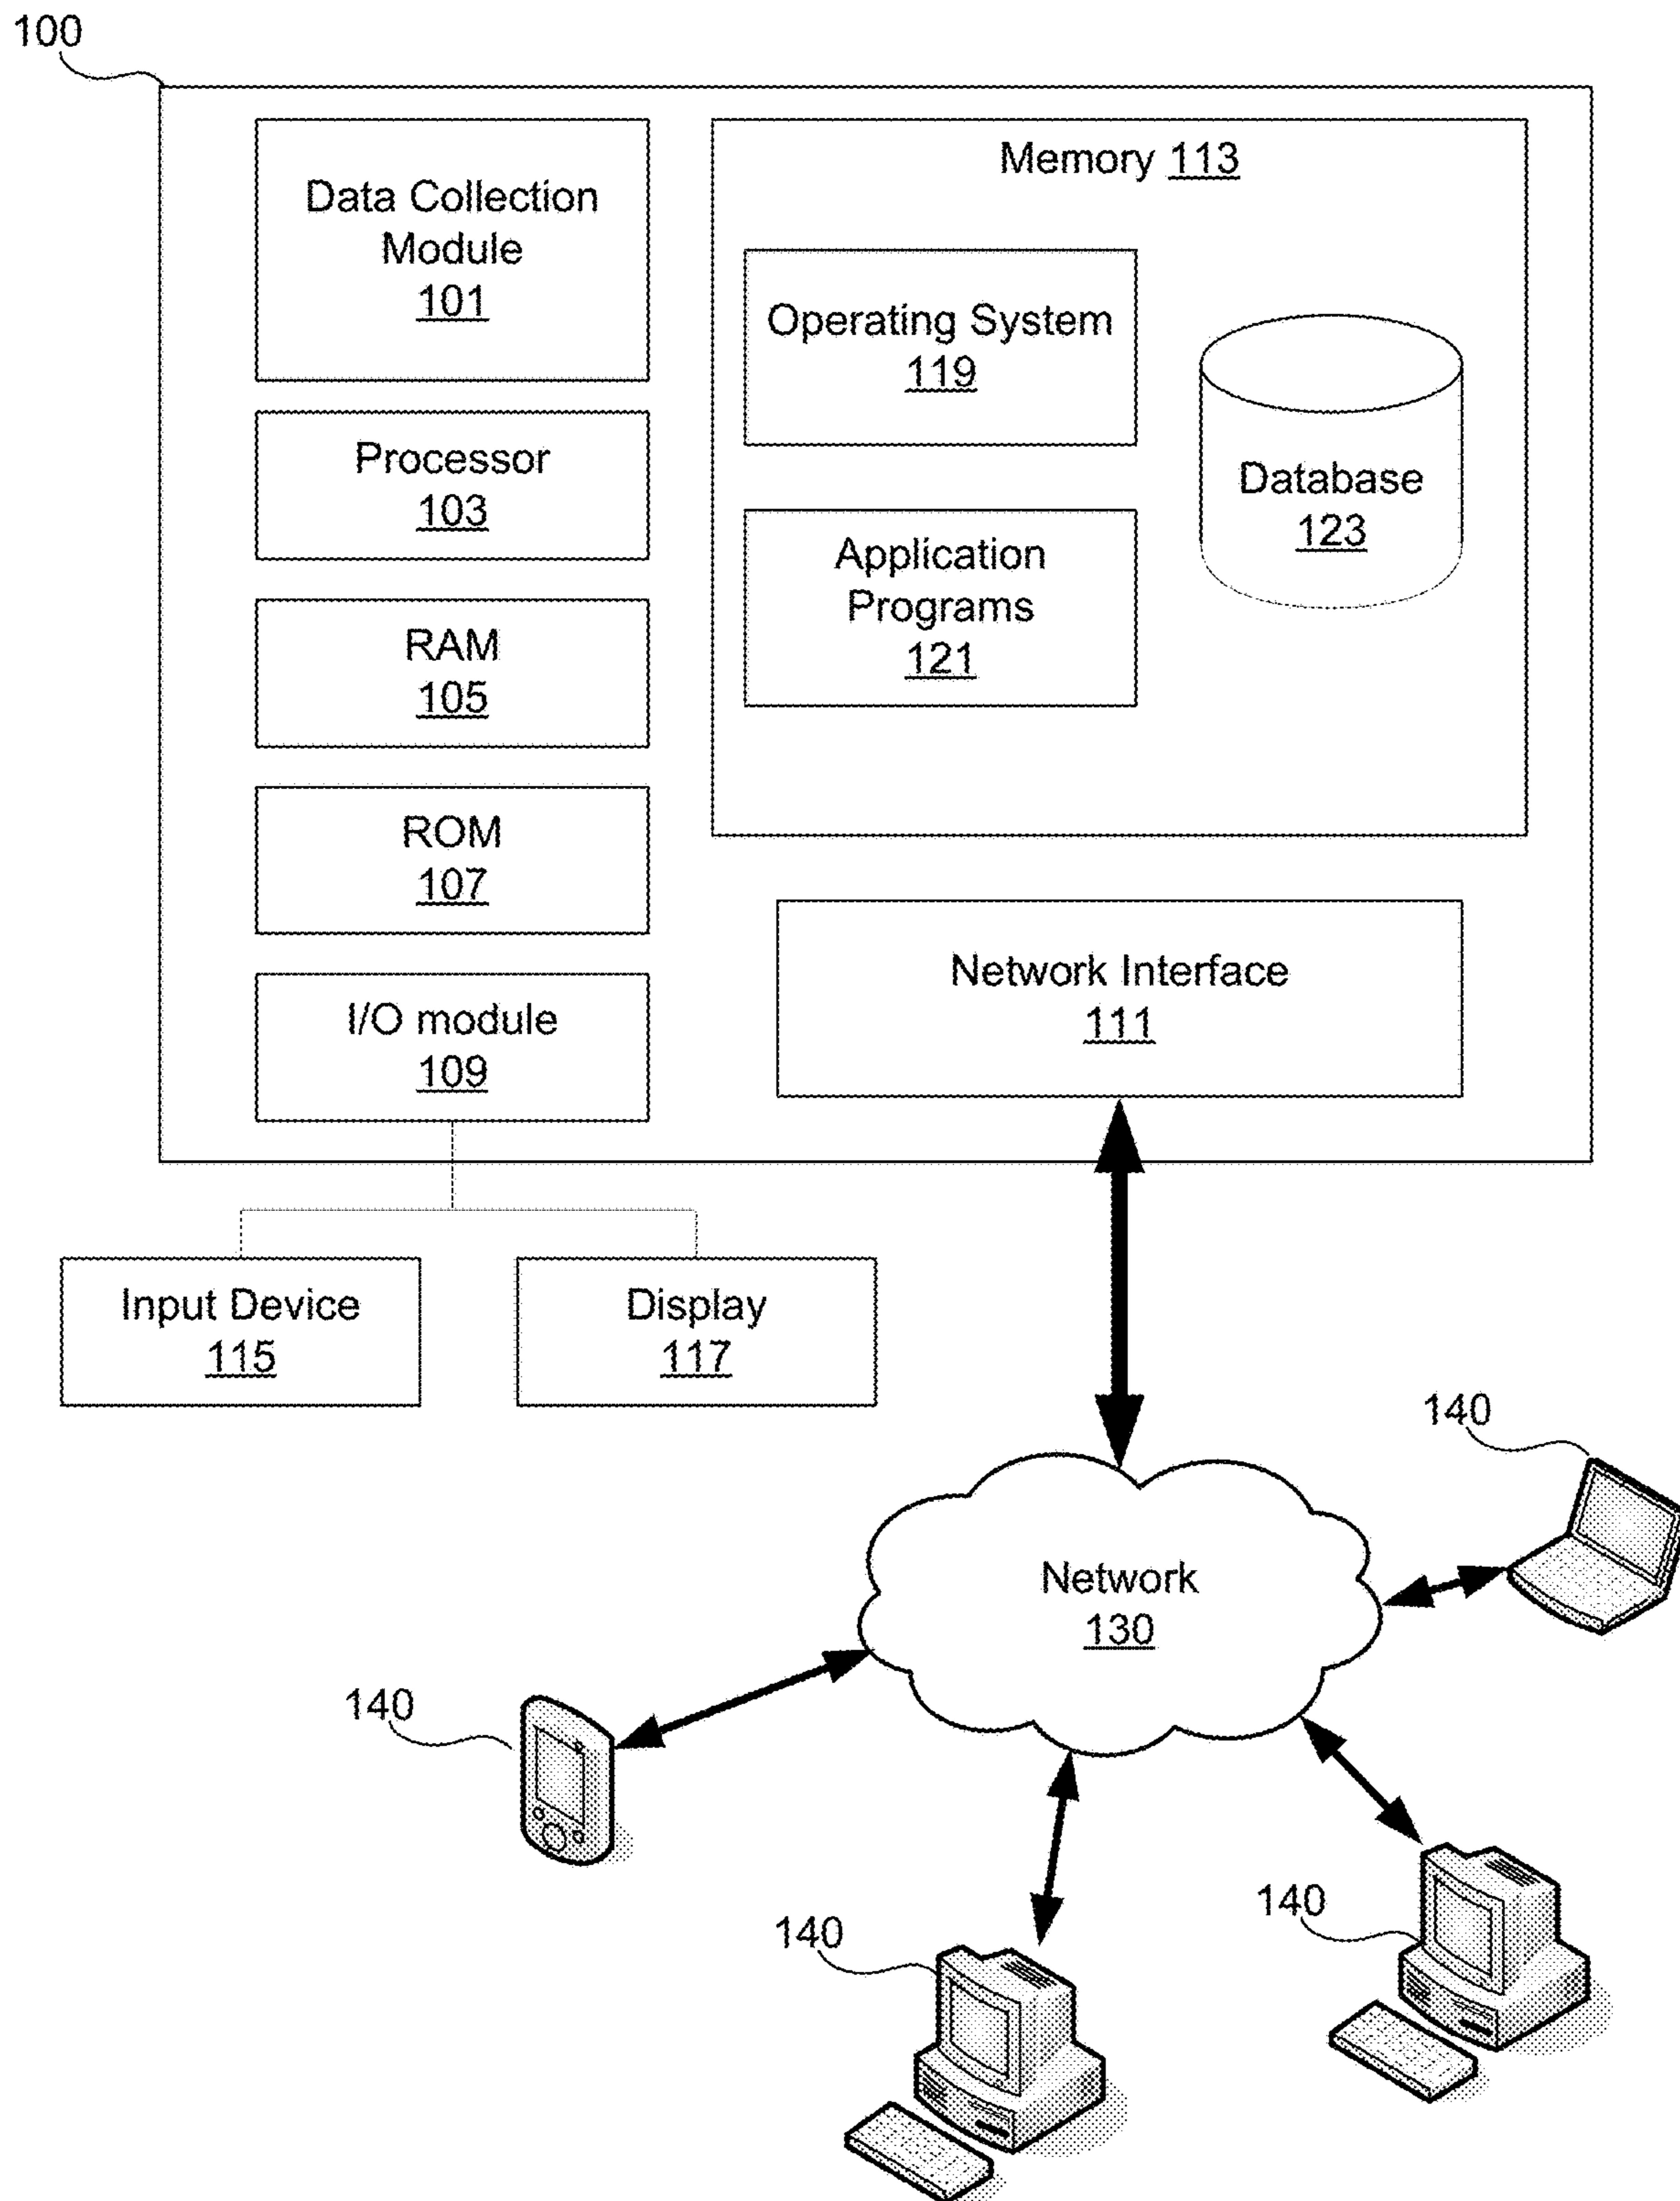 100
Data Collection
Module
101
Processor
103
RAM
105
ROM
107
I/O module
109
Memory 113
Operating System
119
Application
Programs
121
Database
123
Network Interface
111
Input Device
115
Display
117
140
Network
130
140
140
140